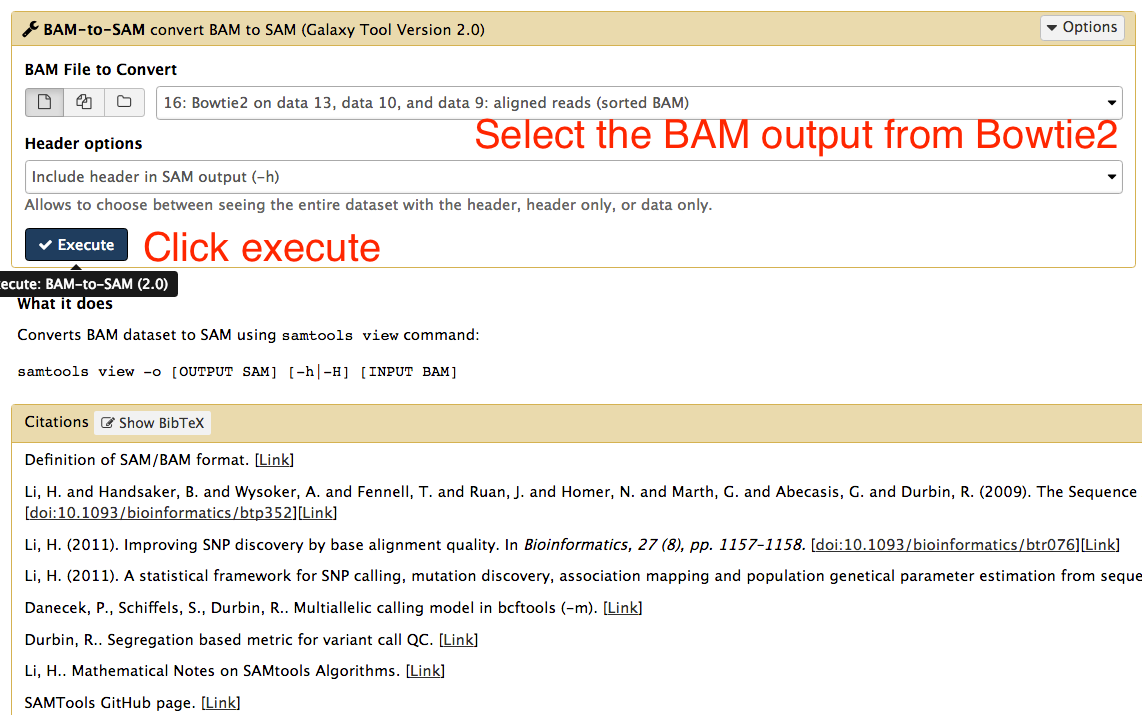 BAM-to-SAM convert BAM to SAM (Galaxy Tool Version 2.0)
Options
BAM File to Convert
16: Bowtie2 on data 13, data 10, and data 9: aligned reads (sorted BAM)
Select the BAM output from Bowtie2
Header options
Include header in SAM output (-h)
Allows to choose between seeing the entire dataset with the header, header only, or data only.
Execute
Click execute
ecute: BAM-to-SAM (2.0)
What it does
Converts BAM dataset to SAM using samtools view command:
samtools view -o [OUTPUT SAM] [-h|-H] [INPUT BAM]
Citations Show BibTeX
Definition of SAM/BAM format. [Link]
Li, H. and Handsaker, B. and Wysoker, A. and Fennell, T. and Ruan, J. and Homer, N. and Marth, G. and Abecasis, G. and Durbin, R. (2009). The Sequence
[doi:10.1093/bioinformatics/btp352][Link]
Li, H. (2011). Improving SNP discovery by base alignment quality. In Bioinformatics, 27 (8), pp. 1157–1158. [doi:10.1093/bioinformatics/btr076][Link]
Li, H. (2011). A statistical framework for SNP calling, mutation discovery, association mapping and population genetical parameter estimation from seque
Danecek, P., Schiffels, S., Durbin, R.. Multiallelic calling model in bcftools (-m). [Link]
Durbin, R.. Segregation based metric for variant call QC. [Link]
Li, H.. Mathematical Notes on SAMtools Algorithms. [Link]
SAMTools GitHub page. [Link]